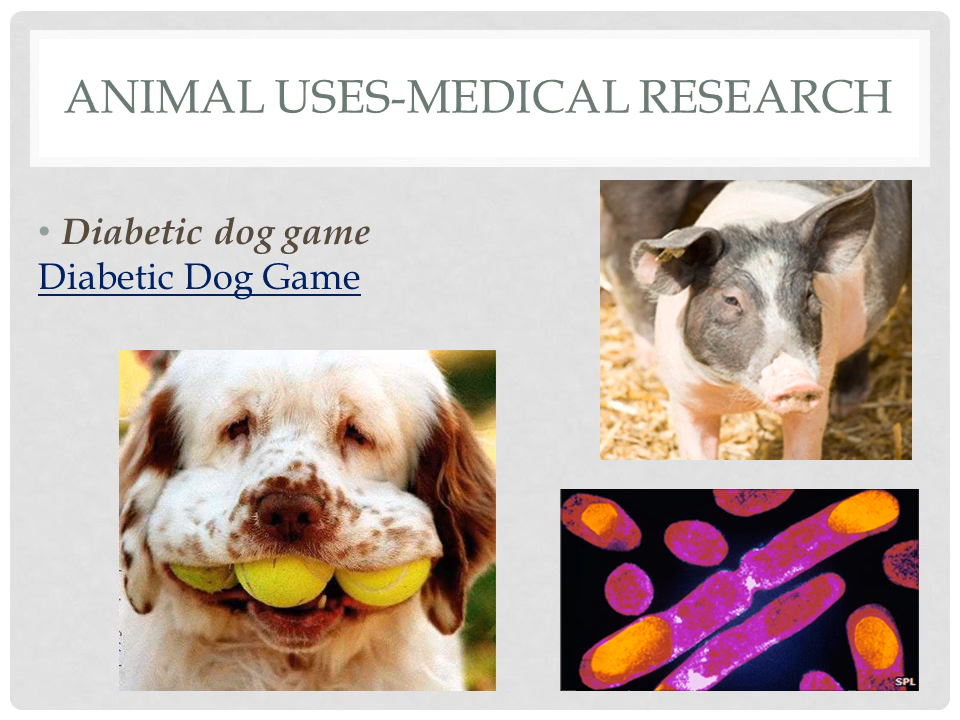 ANIMAL USES-MEDICAL RESEARCH
• Diabetic dog game
Diabetic Dog Game
SPL